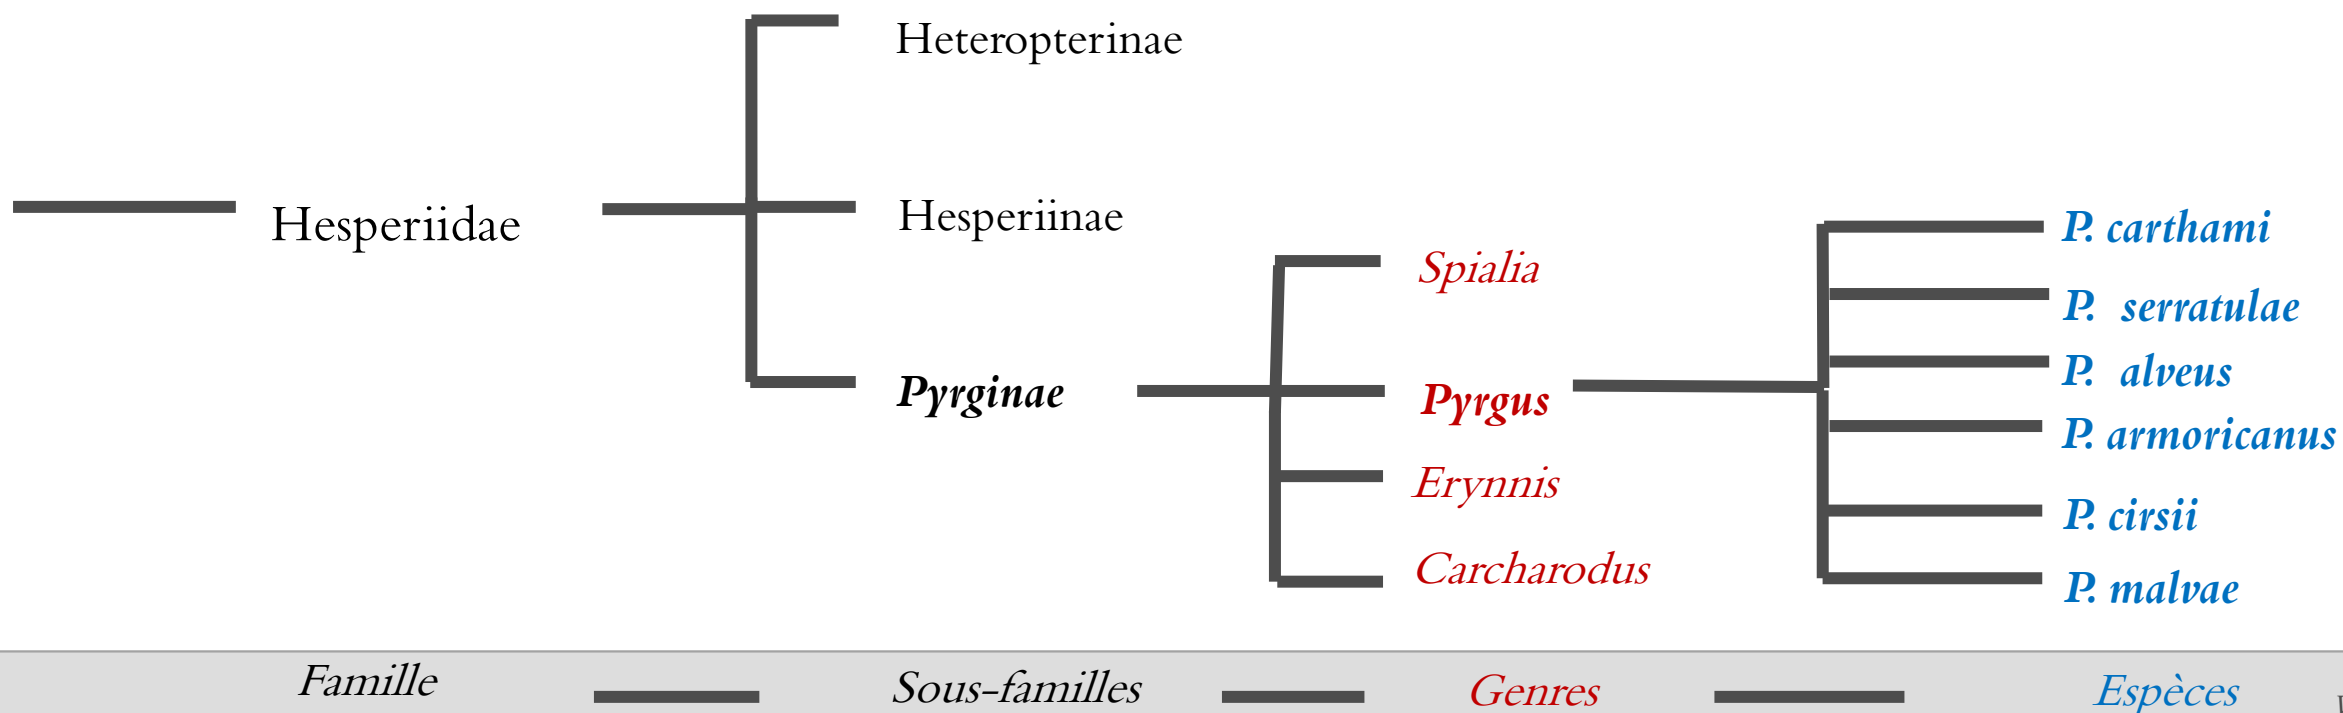 Heteropterinae
Hesperiidae
Hesperiinae
Pyrginae
Spialia
Pyrgus
Erynnis
Carcharodus
P. carthami
P. serratulae
P. alveus
P. armoricanus
P. cirsii
P. malvae
Famille
Sous-familles
Genres
Espèces